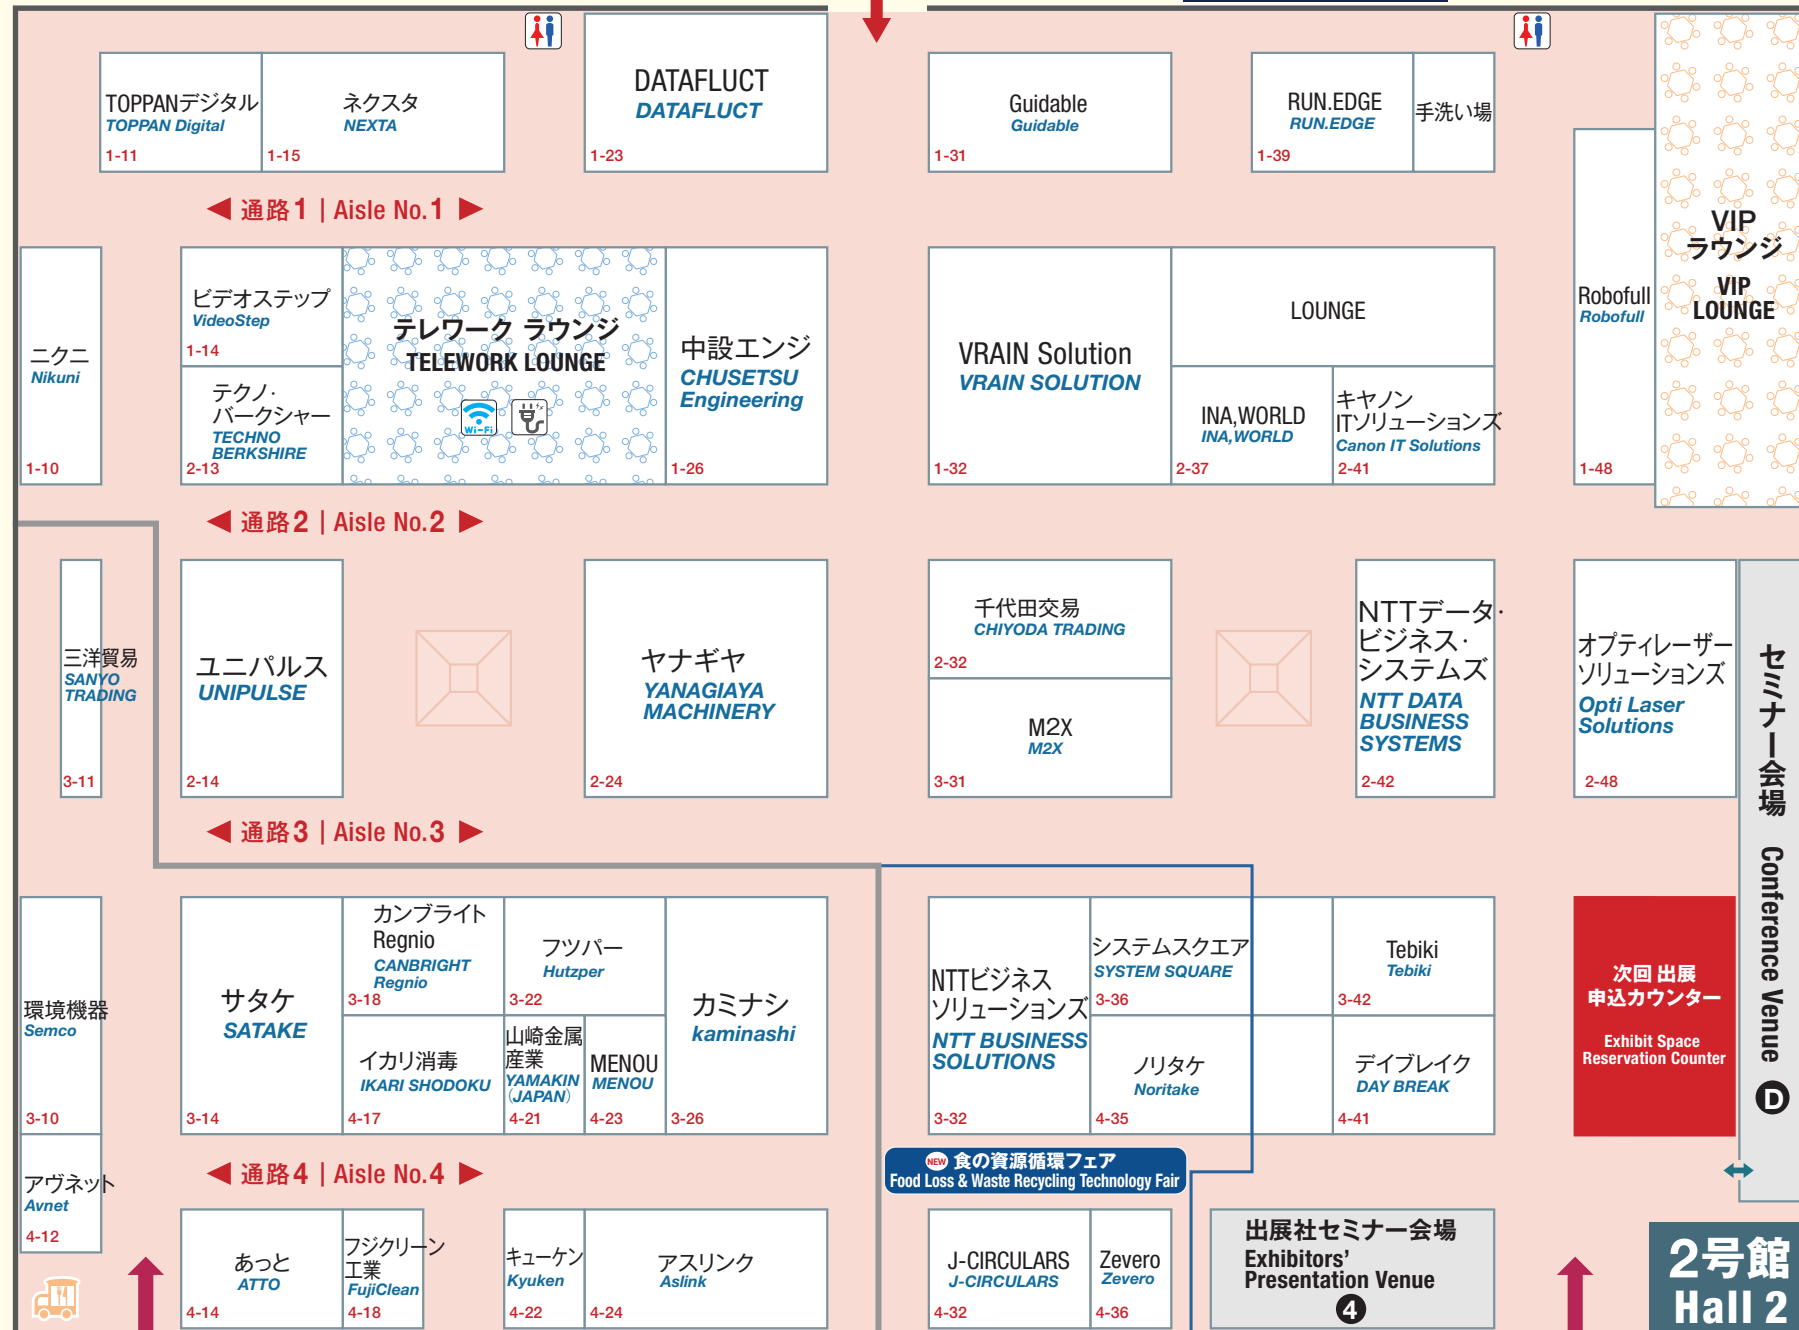 TOPPANデジタル
TOPPAN Digital
1-11
ネクスタ
NEXTA
1-15
DATAFLUCT
DATAFLUCT
1-23
Guidable
Guidable
1-31
RUN.EDGE
RUN.EDGE
1-39
手洗い場
通路1 | Aisle No.1
ニクニ
Nikuni
1-10
ビデオステップ
VideoStep
1-14
テクノ・
バークシャー
TECHNO
BERKSHIRE
2-13
テレワーク ラウンジ
TELEWORK LOUNGE
Wi-Fi
中設エンジ
CHUSETSU
Engineering
1-26
VRAIN Solution
VRAIN SOLUTION
1-32
LOUNGE
INA,WORLD
INA,WORLD
2-37
キヤノン
ITソリューションズ
Canon IT Solutions
2-41
Robofull
Robofull
1-48
VIP
ラウンジ
VIP
LOUNGE
通路2 | Aisle No.2
三洋貿易
SANYO
TRADING
3-11
ユニパルス
UNIPULSE
2-14
ヤナギヤ
YANAGIAYA
MACHINERY
2-24
千代田交易
CHIYODA TRADING
2-32
M2X
M2X
3-31
NTTデータ・
ビジネス・
システムズ
NTT DATA
BUSINESS
SYSTEMS
2-42
オプティレーザー
ソリューションズ
Opti Laser
Solutions
2-48
セミナー会場 Conference Venue D
通路3 | Aisle No.3
環境機器
Semco
3-10
サタケ
SATAKE
3-14
カンブライト
Regnio
CANBRIGHT
Regnio
3-18
フツパー
Hutzper
3-22
イカリ消毒
IKARI SHODOKU
4-17
山崎金属
産業
YAMAKIN
(JAPAN)
4-21
MENOU
MENOU
4-23
カミナシ
kaminashi
3-26
NTTビジネス
ソリューションズ
NTT BUSINESS
SOLUTIONS
3-32
システムスクエア
SYSTEM SQUARE
3-36
ノリタケ
Noritake
4-35
Tebiki
Tebiki
3-42
デイブレイク
DAY BREAK
4-41
次回 出展
申込カウンター
Exhibit Space
Reservation Counter
アヴネット
Avnet
4-12
通路4 | Aisle No.4
NEW 食の資源循環フェア
Food Loss & Waste Recycling Technology Fair
あっと
ATTO
4-14
フジクリーン
工業
FujiClean
4-18
キューケン
Kyuken
4-22
アスリンク
Aslink
4-24
J-CIRCULARS
J-CIRCULARS
4-32
Zevero
Zevero
4-36
出展社セミナー会場
Exhibitors'
Presentation Venue
4
2号館
Hall 2